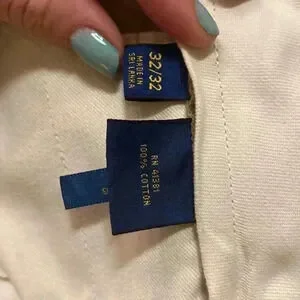 32/32
MADE IN
SRI LANKA
RN 41381
100% COTTON